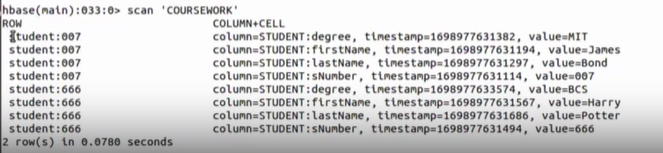 hbase(main):033:0> scan 'COURSEWORK'
ROW COLUMN+CELL
student:007 column=STUDENT:degree, timestamp=1698977631382, value=MIT
student:007 column=STUDENT:firstName, timestamp=1698977631194, value=James
student:007 column=STUDENT:lastName, timestamp=1698977631297, value=Bond
student:007 column=STUDENT:sNumber, timestamp=1698977631114, value=007
student:666 column=STUDENT:degree, timestamp=1698977633574, value=BCS
student:666 column=STUDENT:firstName, timestamp=1698977631567, value=Harry
student:666 column=STUDENT:lastName, timestamp=1698977631686, value=Potter
student:666 column=STUDENT:sNumber, timestamp=1698977631494, value=666
2 row(s) in 0.0780 seconds